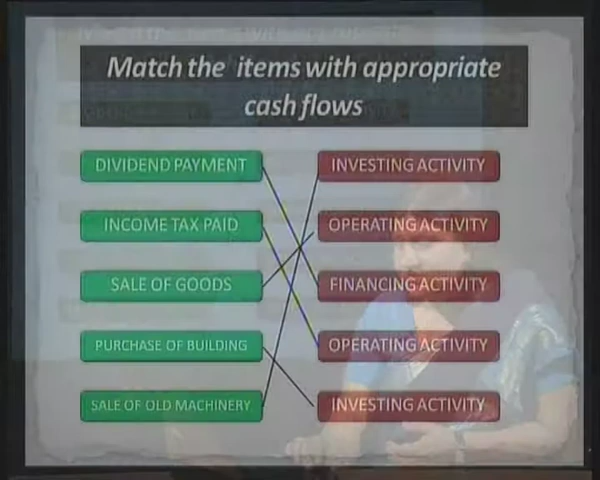 Match the items with appropriate
cash flows
DIVIDEND PAYMENT
INVESTING ACTIVITY
INCOME TAX PAID
OPERATING ACTIVITY
SALE OF GOODS
FINANCING ACTIVITY
PURCHASE OF BUILDING
OPERATING ACTIVITY
SALE OF OLD MACHINERY
INVESTING ACTIVITY